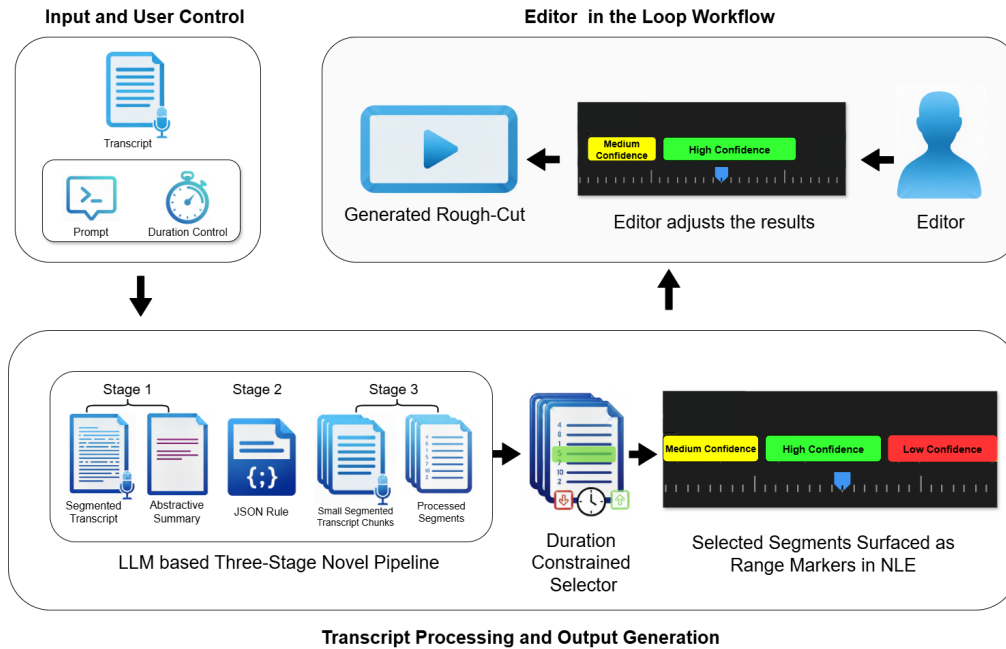 Input and User Control
Editor in the Loop Workflow
Transcript
Prompt
Duration Control
Generated Rough-Cut
Medium
Confidence
High Confidence
Editor adjusts the results
Editor
Stage 1
Stage 2
Stage 3
Segmented
Transcript
Abstractive
Summary
{;}
JSON Rule
Small Segmented
Transcript Chunks
Processed
Segments
LLM based Three-Stage Novel Pipeline
Duration
Constrained
Selector
Medium Confidence
High Confidence
Low Confidence
Selected Segments Surfaced as
Range Markers in NLE
Transcript Processing and Output Generation